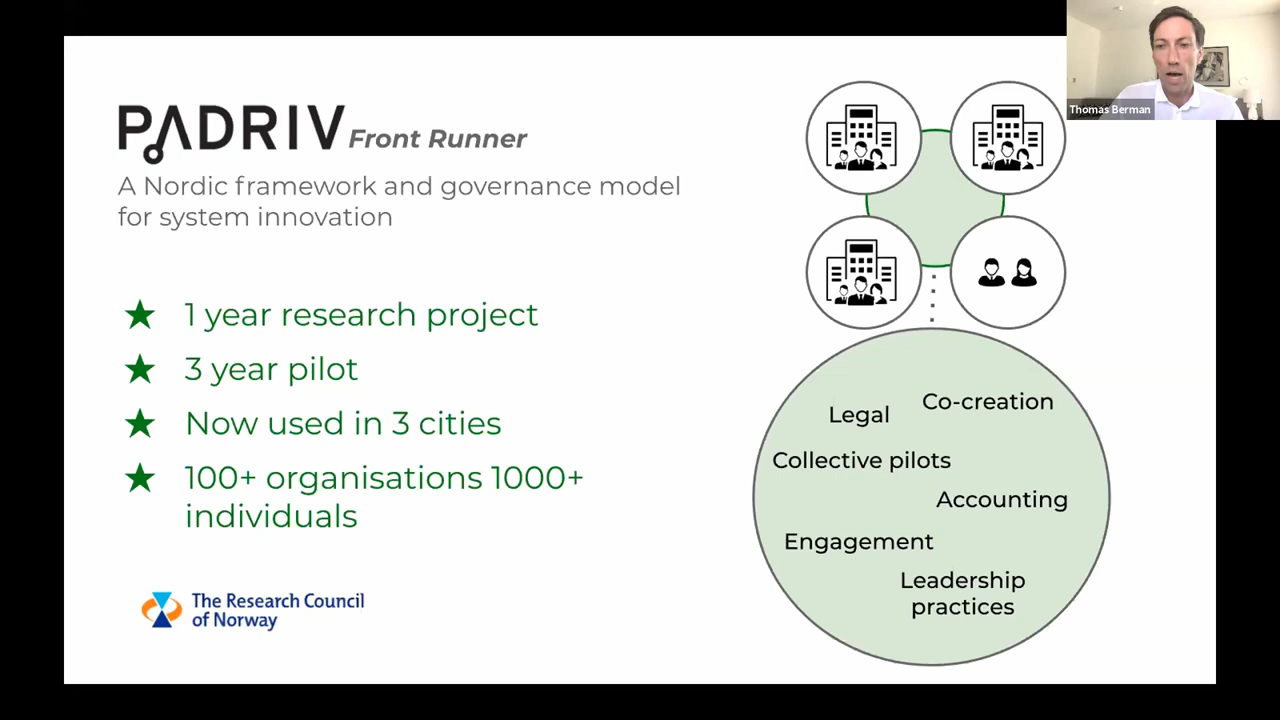 PADRIV Front Runner
A Nordic framework and governance model
for system innovation
★ 1 year research project
★ 3 year pilot
★ Now used in 3 cities
★ 100+ organisations 1000+
individuals
The Research Council
of Norway
Thomas Berman
Legal
Co-creation
Collective pilots
Accounting
Engagement
Leadership
practices